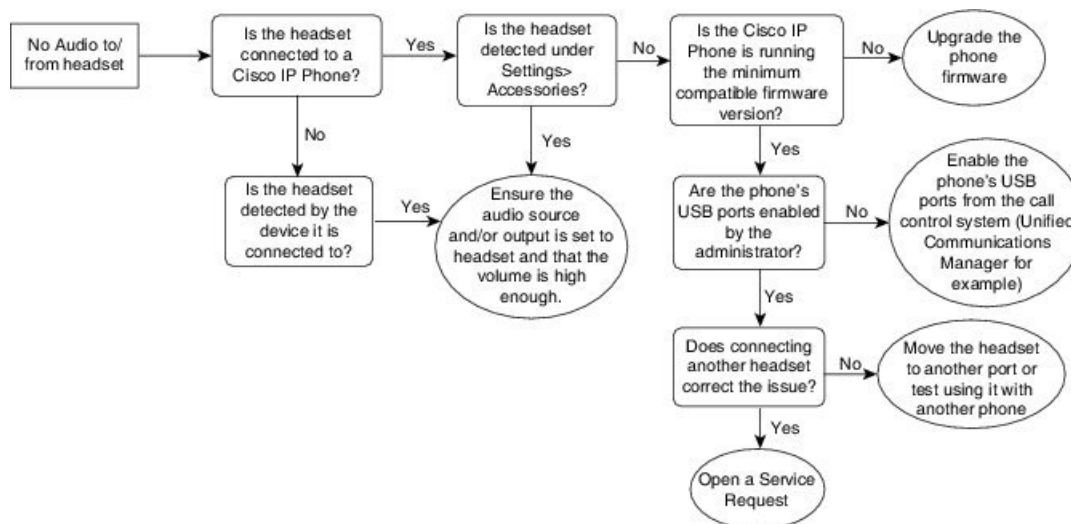 No Audio to/
from headset
Is the headset
connected to a
Cisco IP Phone?
Yes
Is the headset
detected under
Settings>
Accessories?
No
Is the Cisco IP
Phone is running
the minimum
compatible firmware
version?
No
Upgrade the
phone
firmware
No
Yes
Yes
Is the headset
detected by the
device it is
connected to?
Yes
Ensure the
audio source
and/or output is set to
headset and that the
volume is high
enough.
Are the phone's
USB ports enabled
by the
administrator?
No
Enable the
phone's USB
ports from the call
control system (Unified
Communications
Manager for
example)
Yes
Does connecting
another headset
correct the issue?
No
Move the headset
to another port or
test using it with
another phone
Yes
Open a Service
Request